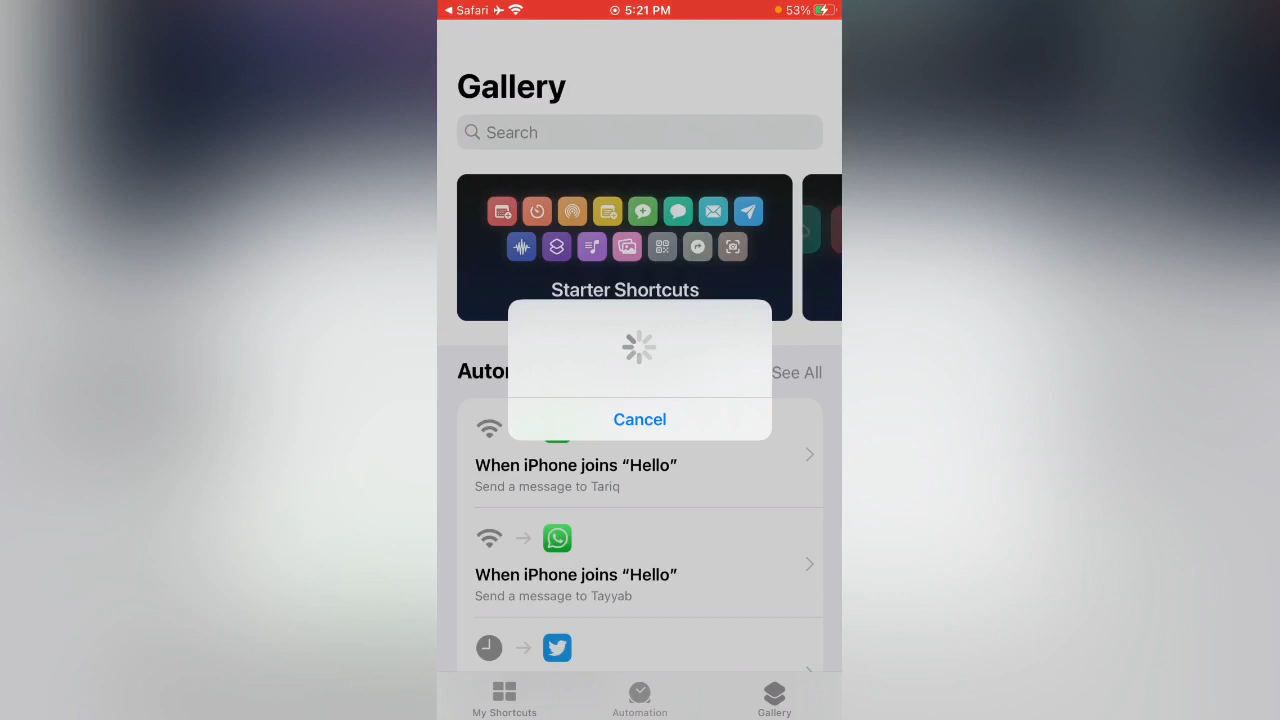 Safari
5:21 PM
53%
Gallery
Search
Starter Shortcuts
Autor
See All
When iPhone joins “Hello”
Send a message to Tariq
When iPhone joins “Hello”
Send a message to Tayyab
Cancel
My Shortcuts
Automation
Gallery